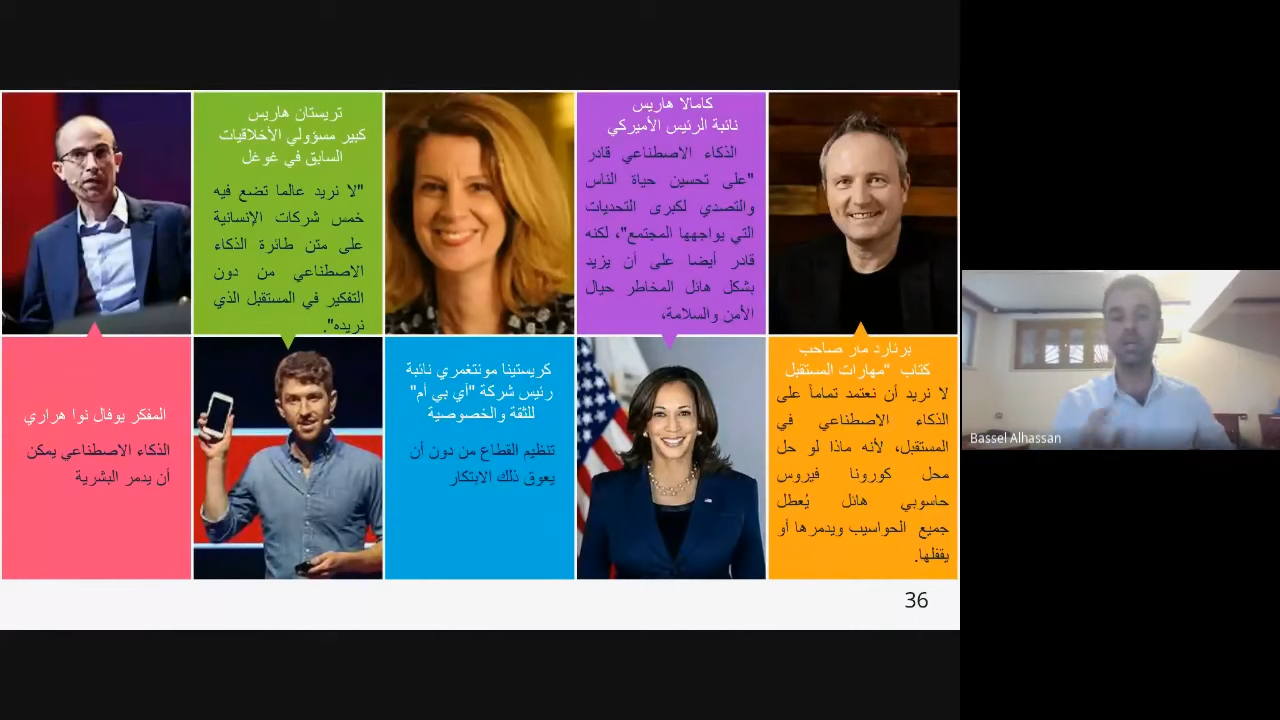 برنارد مار صاحب
كتاب "مهارات المستقبل
لا نريد أن نعتمد تماماً على
الذكاء الاصطناعي في
المستقبل، لأنه ماذا لو حل
محل كورونا فيروس
حاسوبي هائل يُعطل
جميع الحواسيب ويدمرها أو
يقفلها.
كامالا هاريس
نائبة الرئيس الأميركي
الذكاء الاصطناعي قادر
"على تحسين حياة الناس
والتصدي لكبرى التحديات
التي يواجهها المجتمع"، لكنه
قادر أيضا على أن يزيد
بشكل هائل المخاطر حيال
الأمن والسلامة،
كريستينا مونتغمري نائبة
رئيس شركة "آي بي أم"
للثقة والخصوصية
تنظيم القطاع من دون أن
يعوق ذلك الابتكار
تريستان هاريس
كبير مسؤولي الأخلاقيات
السابق في غوغل
"لا نريد عالما تضع فيه
خمس شركات الإنسانية
على متن طائرة الذكاء
الاصطناعي من دون
التفكير في المستقبل الذي
نريده".
المفكر يوفال نوا هراري
الذكاء الاصطناعي يمكن
أن يدمر البشرية
36
Bassel Alhassan